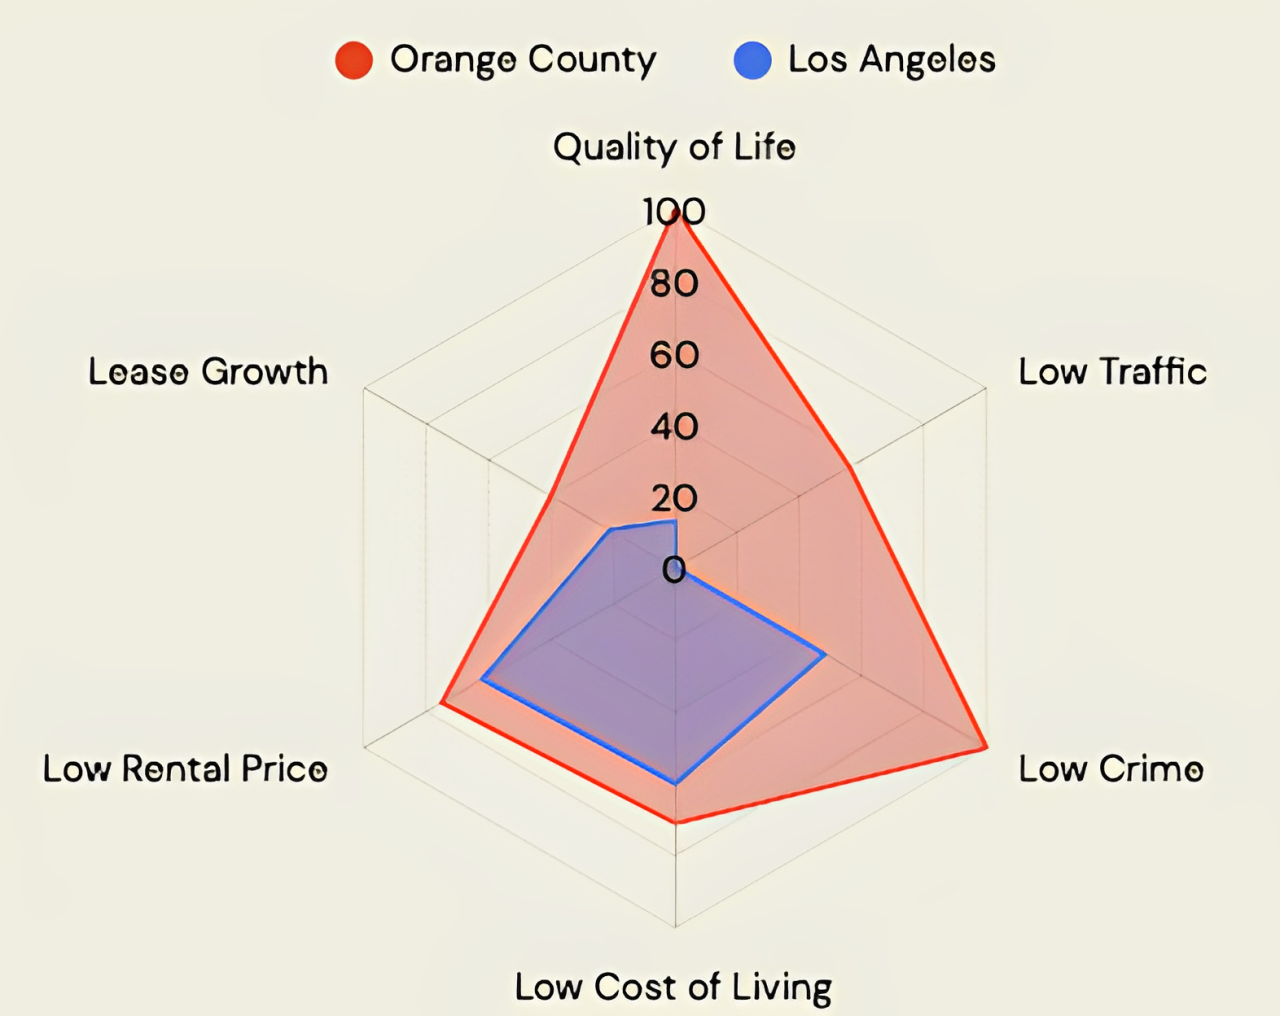 Orange County
Los Angeles
Quality of Life
100
80
60
40
20
0
Lease Growth
Low Traffic
Low Rental Price
Low Crime
Low Cost of Living